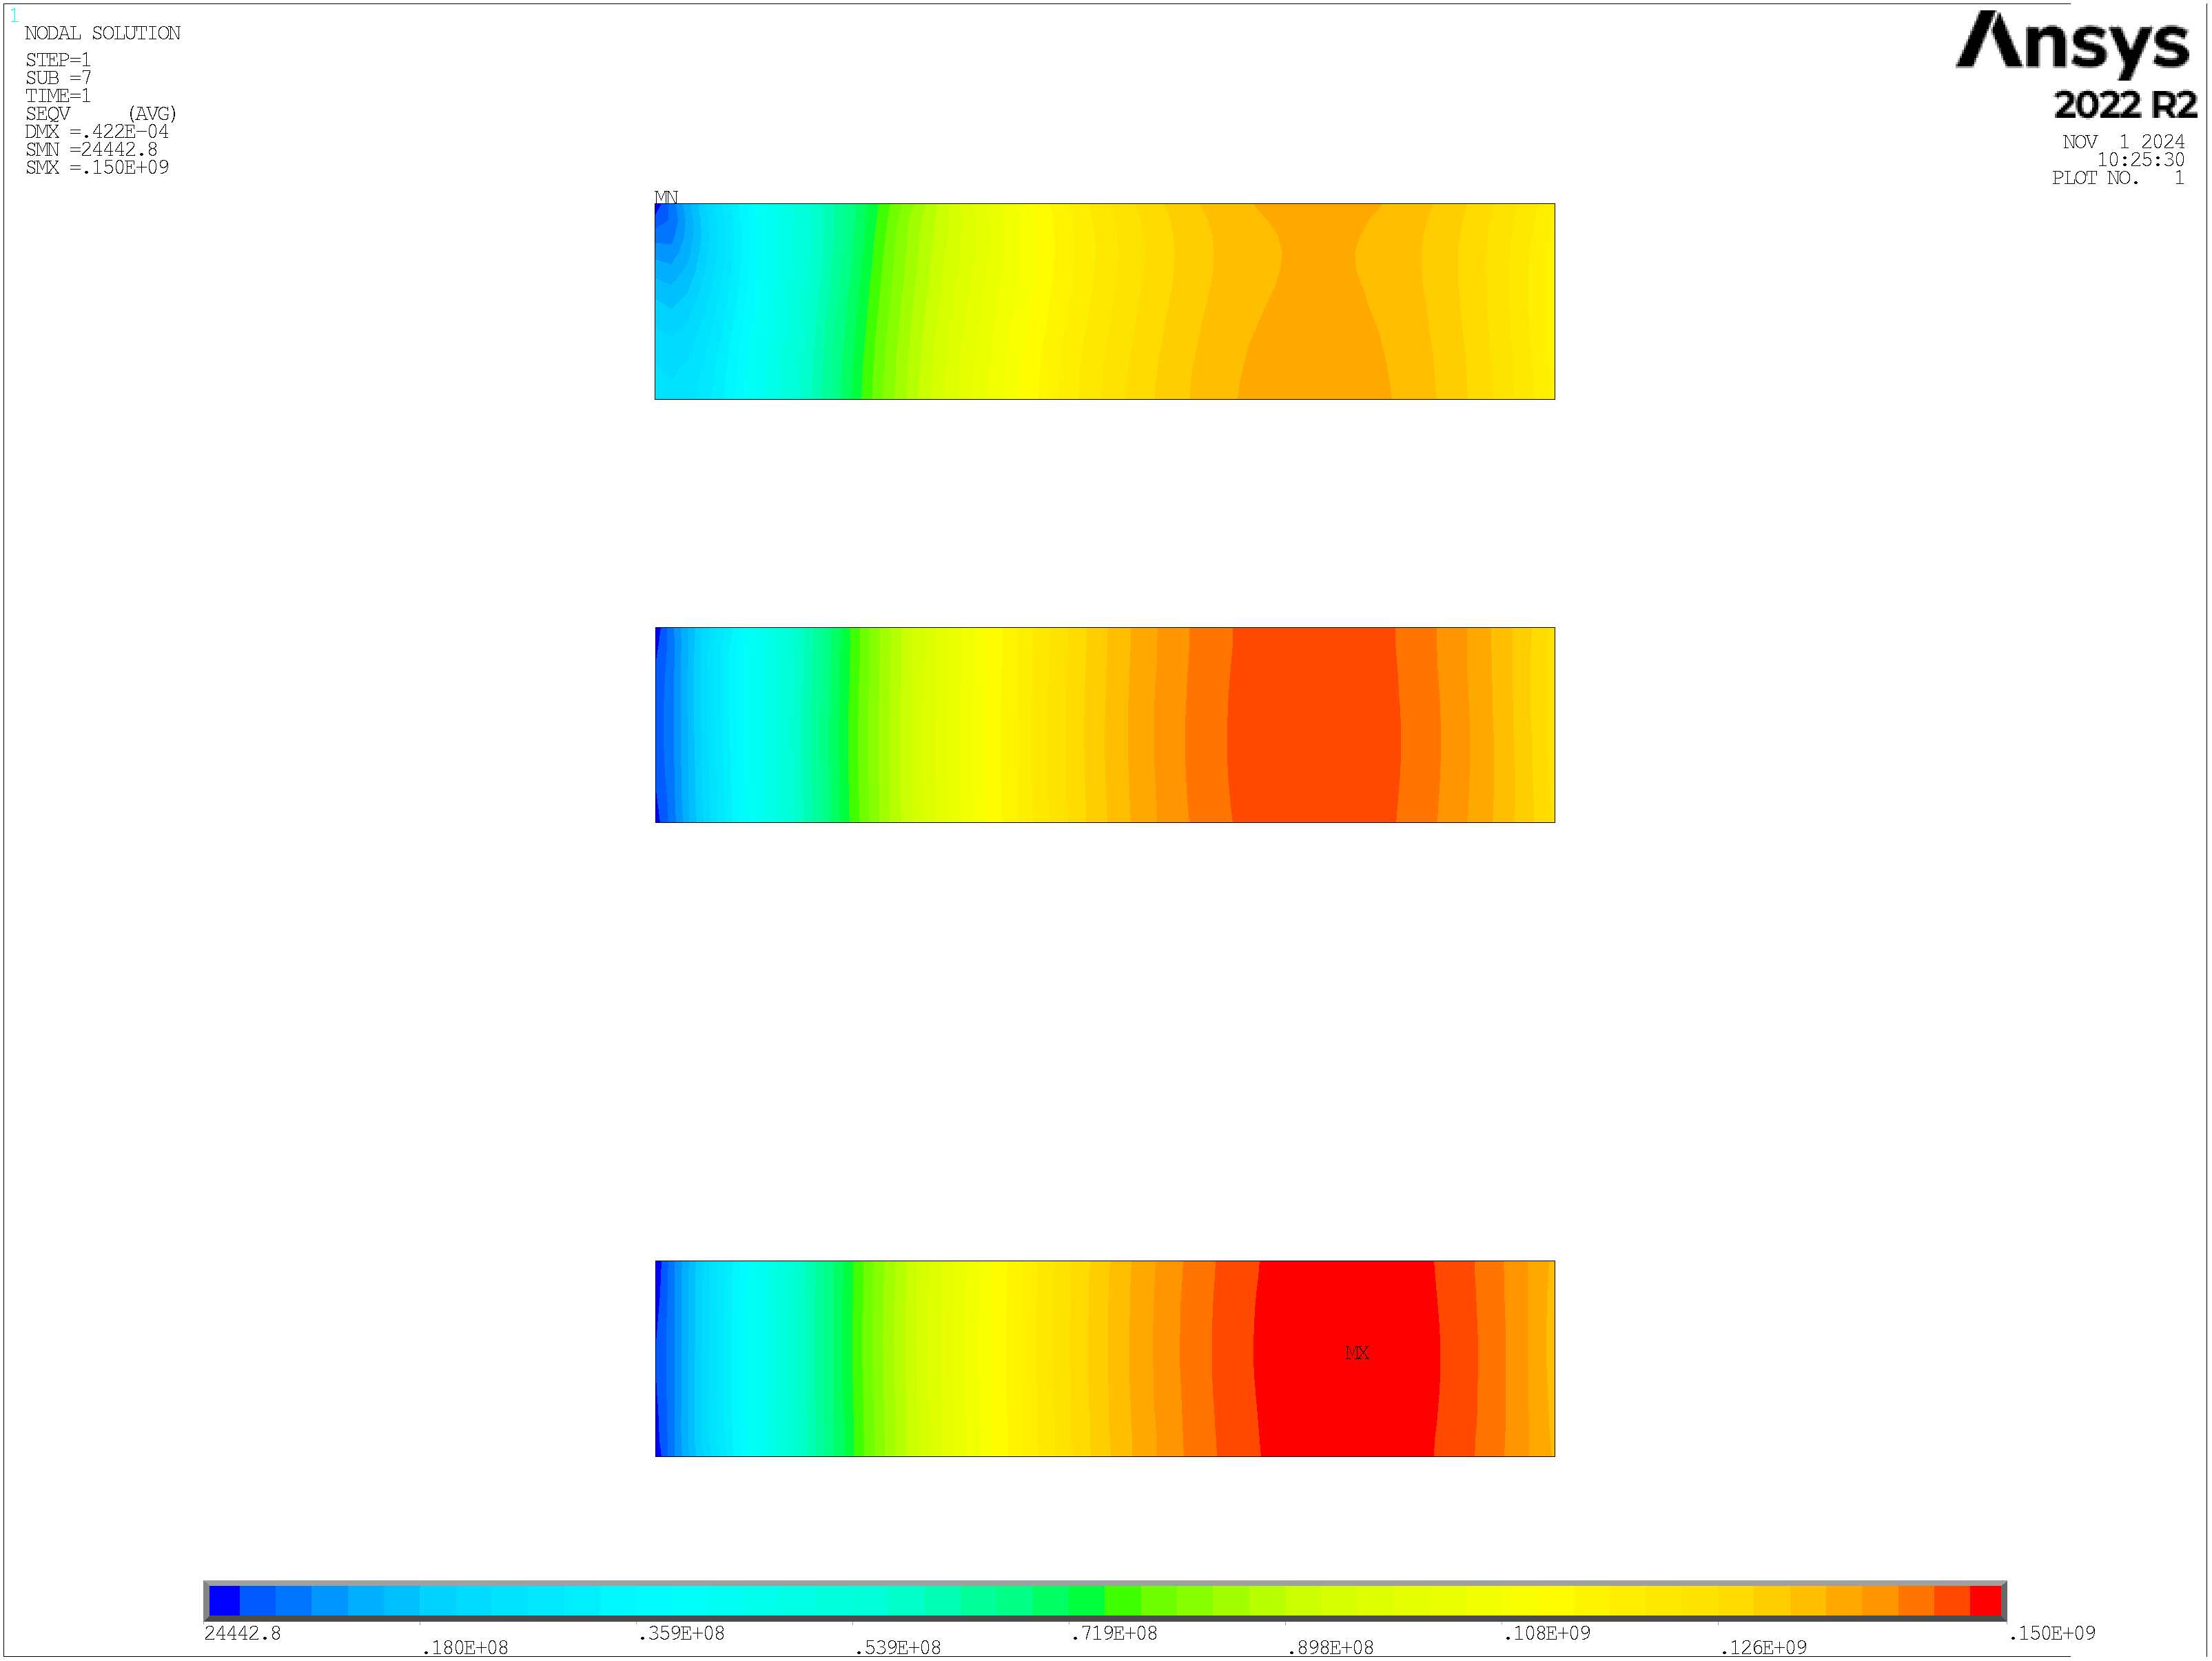 1
NODAL SOLUTION
STEP=1
SUB =7
TIME=1
SEQV (AVG)
DMX =.422E-04
SMN =24442.8
SMX =.150E+09
Ansys
2022 R2
NOV 1 2024
10:25:30
PLOT NO. 1
MN
MX
24442.8
.180E+08
.359E+08
.539E+08
.719E+08
.898E+08
.108E+09
.126E+09
.150E+09